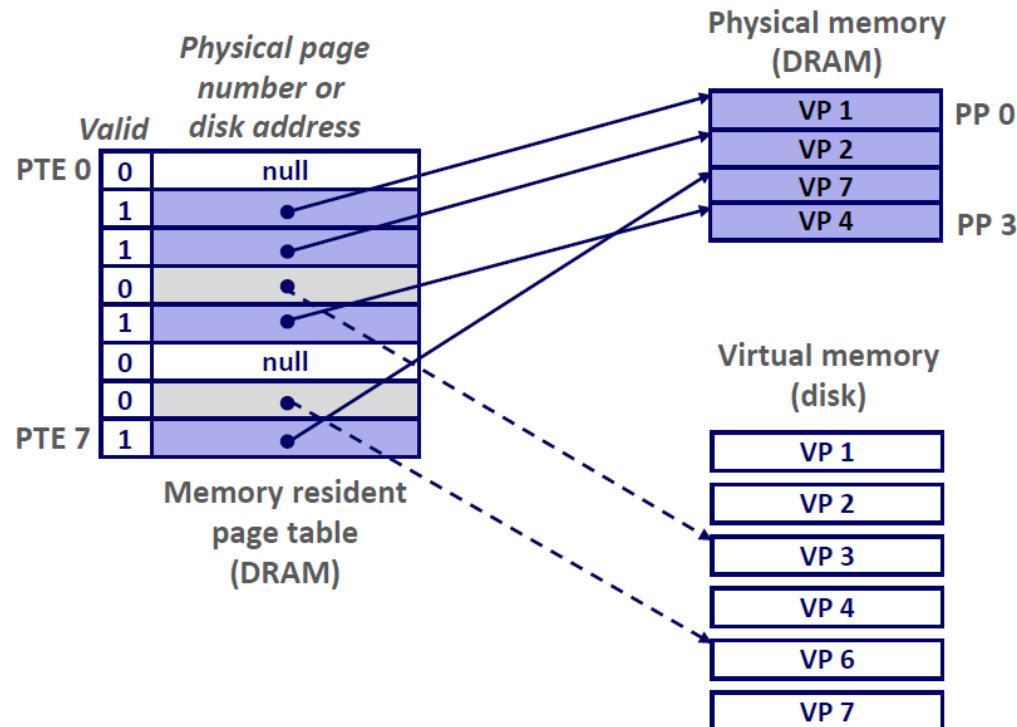 Physical page
number or
disk address
Valid
PTE 0
0 null
1
1
0
1
0 null
0
PTE 7 1
Memory resident
page table
(DRAM)
Physical memory
(DRAM)
VP 1 PP 0
VP 2
VP 7
VP 4 PP 3
Virtual memory
(disk)
VP 1
VP 2
VP 3
VP 4
VP 6
VP 7